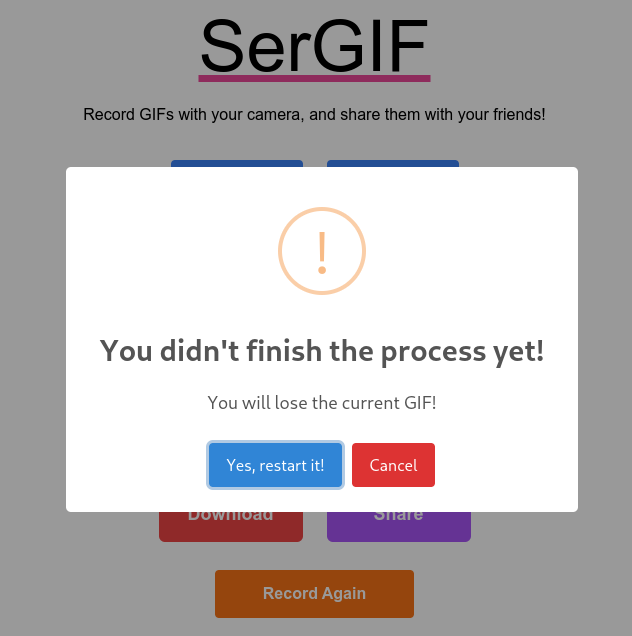 SerGIF
Record GIFs with your camera, and share them with your friends!
!
You didn't finish the process yet!
You will lose the current GIF!
Yes, restart it!
Cancel
Download
Share
Record Again